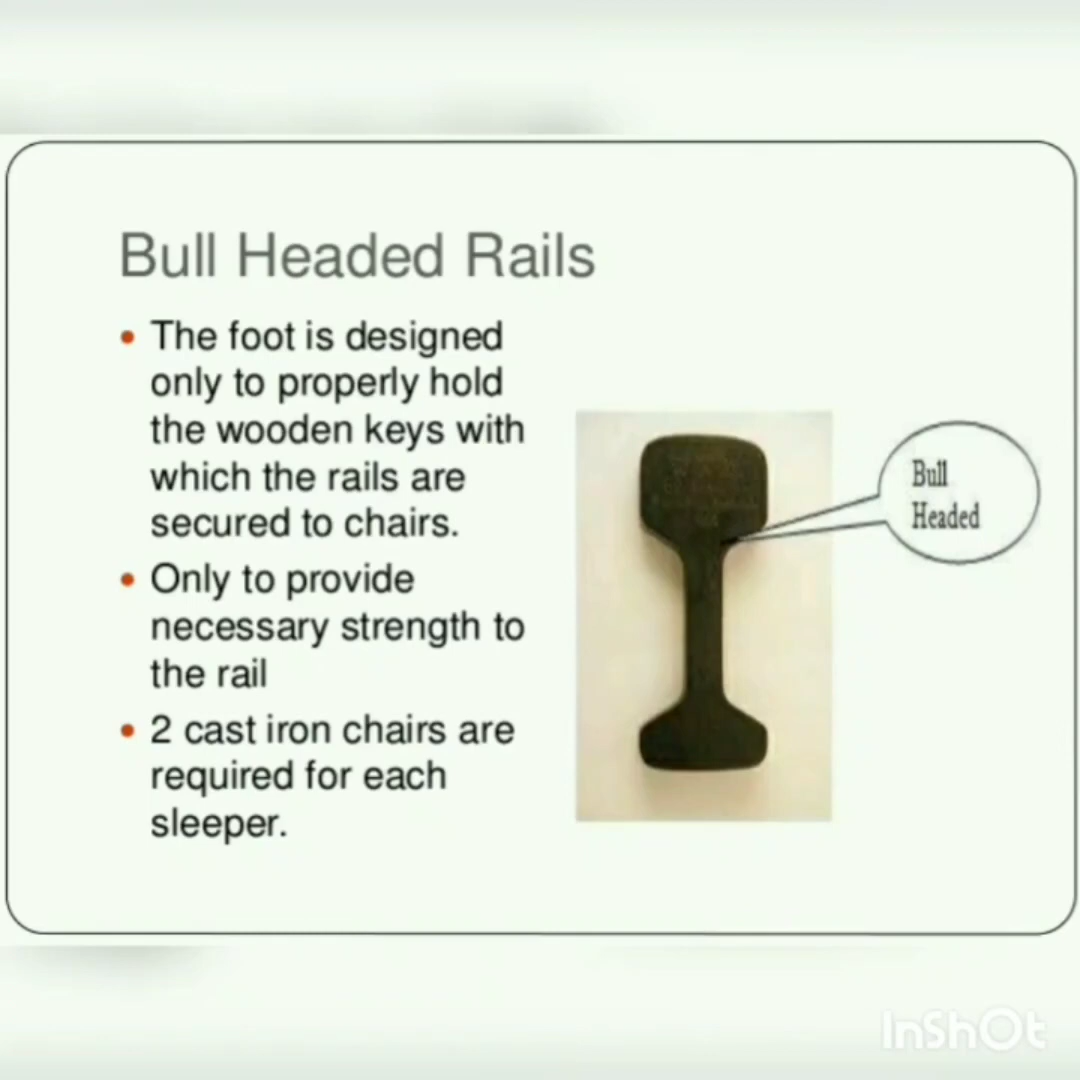 Bull Headed Rails
• The foot is designed
only to properly hold
the wooden keys with
which the rails are
secured to chairs.
• Only to provide
necessary strength to
the rail
• 2 cast iron chairs are
required for each
sleeper.
Bull
Headed
InShOt